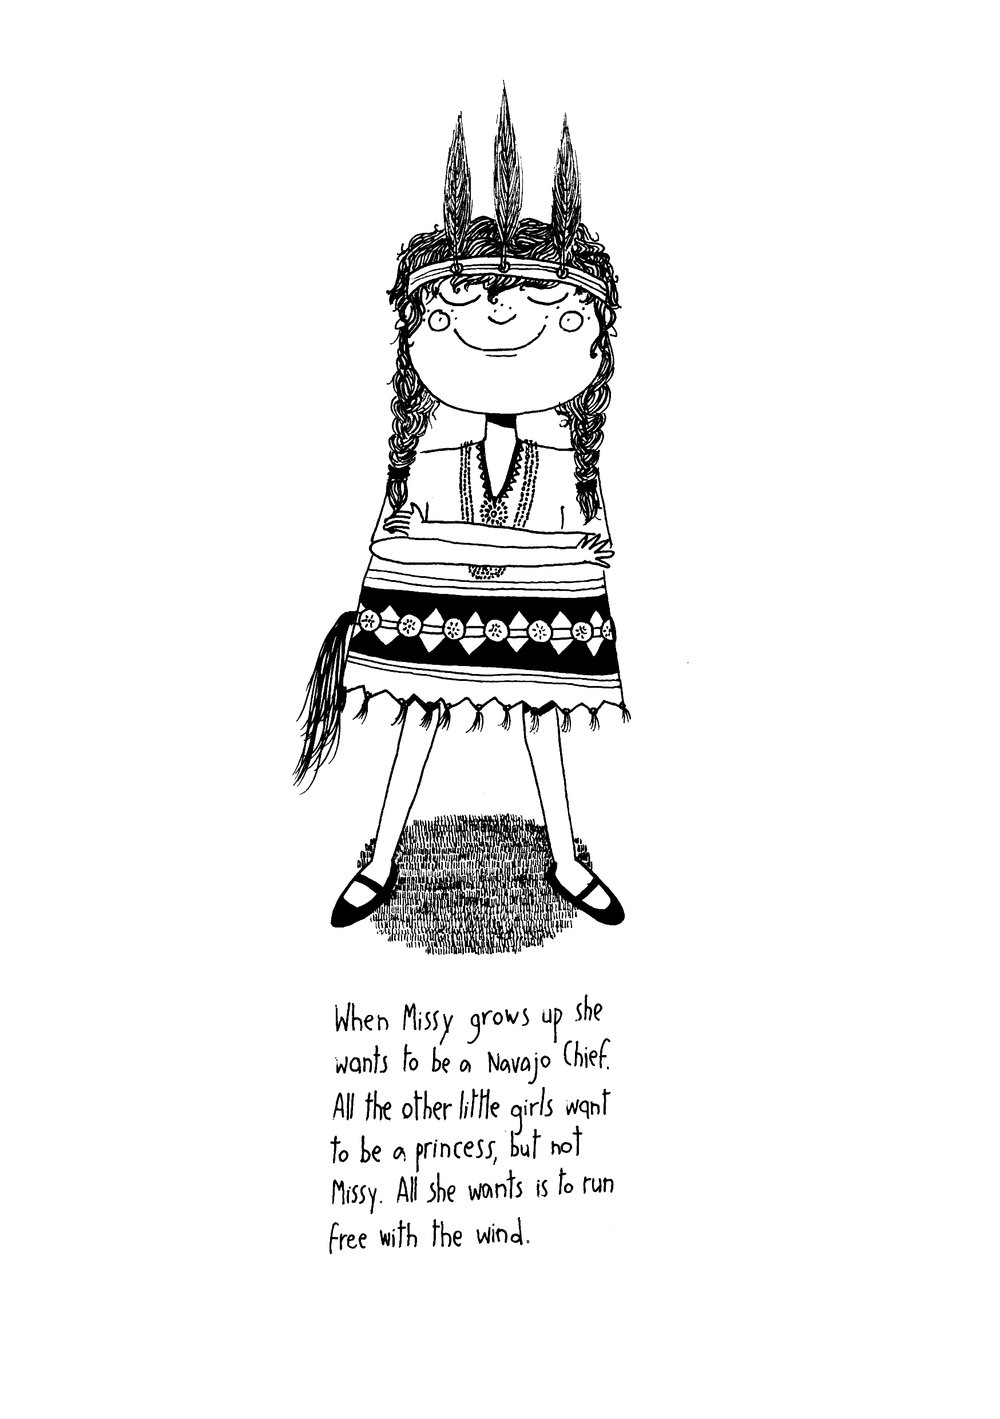 When Missy grows up she
wants to be a Navajo Chief.
All the other little girls want
to be a princess, but not
Missy. All she wants is to run
free with the wind.